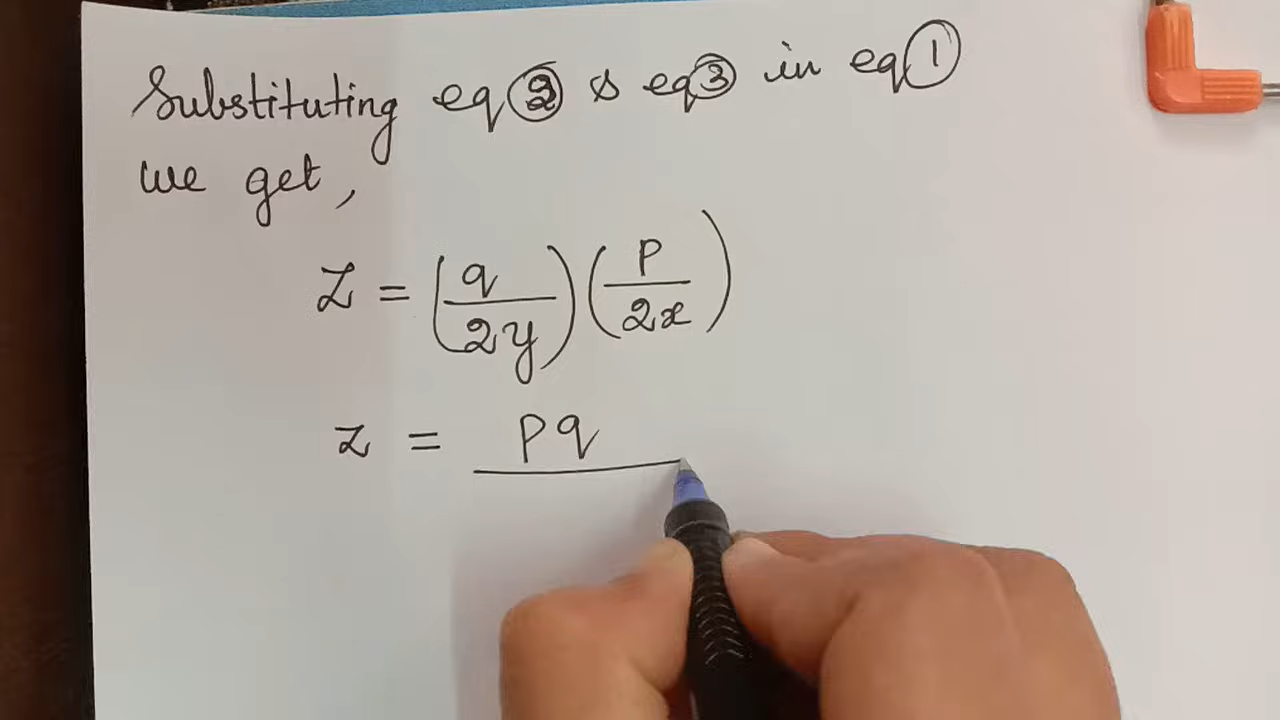 Substituting eq ② & eq ③ in eq ①
we get,
Z = (q/2y)(p/2x)
z = pq